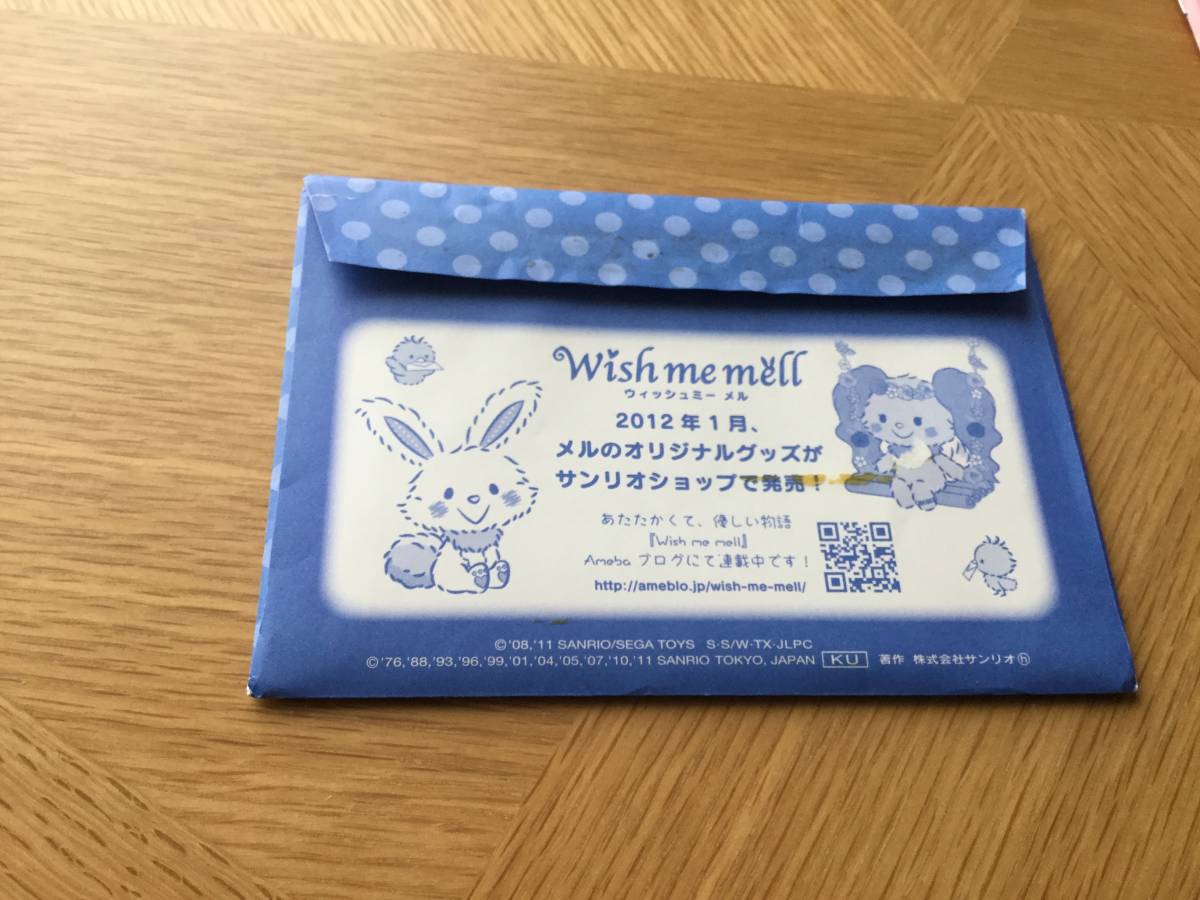 Wish me mell
ウィッシュミー メル
2012年1月、
メルのオリジナルグッズが
サンリオショップで発売！
あたたかくて、優しい物語
『Wish me mell』
Ameba ブログにて連載中です！
http://ameblo.jp/wish-me-mell/
©'08,'11 SANRIO/SEGA TOYS S·S/W·TX·JLPC
©'76,'88,'93,'96,'99,'01,'04,'05,'07,'10,'11 SANRIO TOKYO, JAPAN KU 著作 株式会社サンリオⓗ